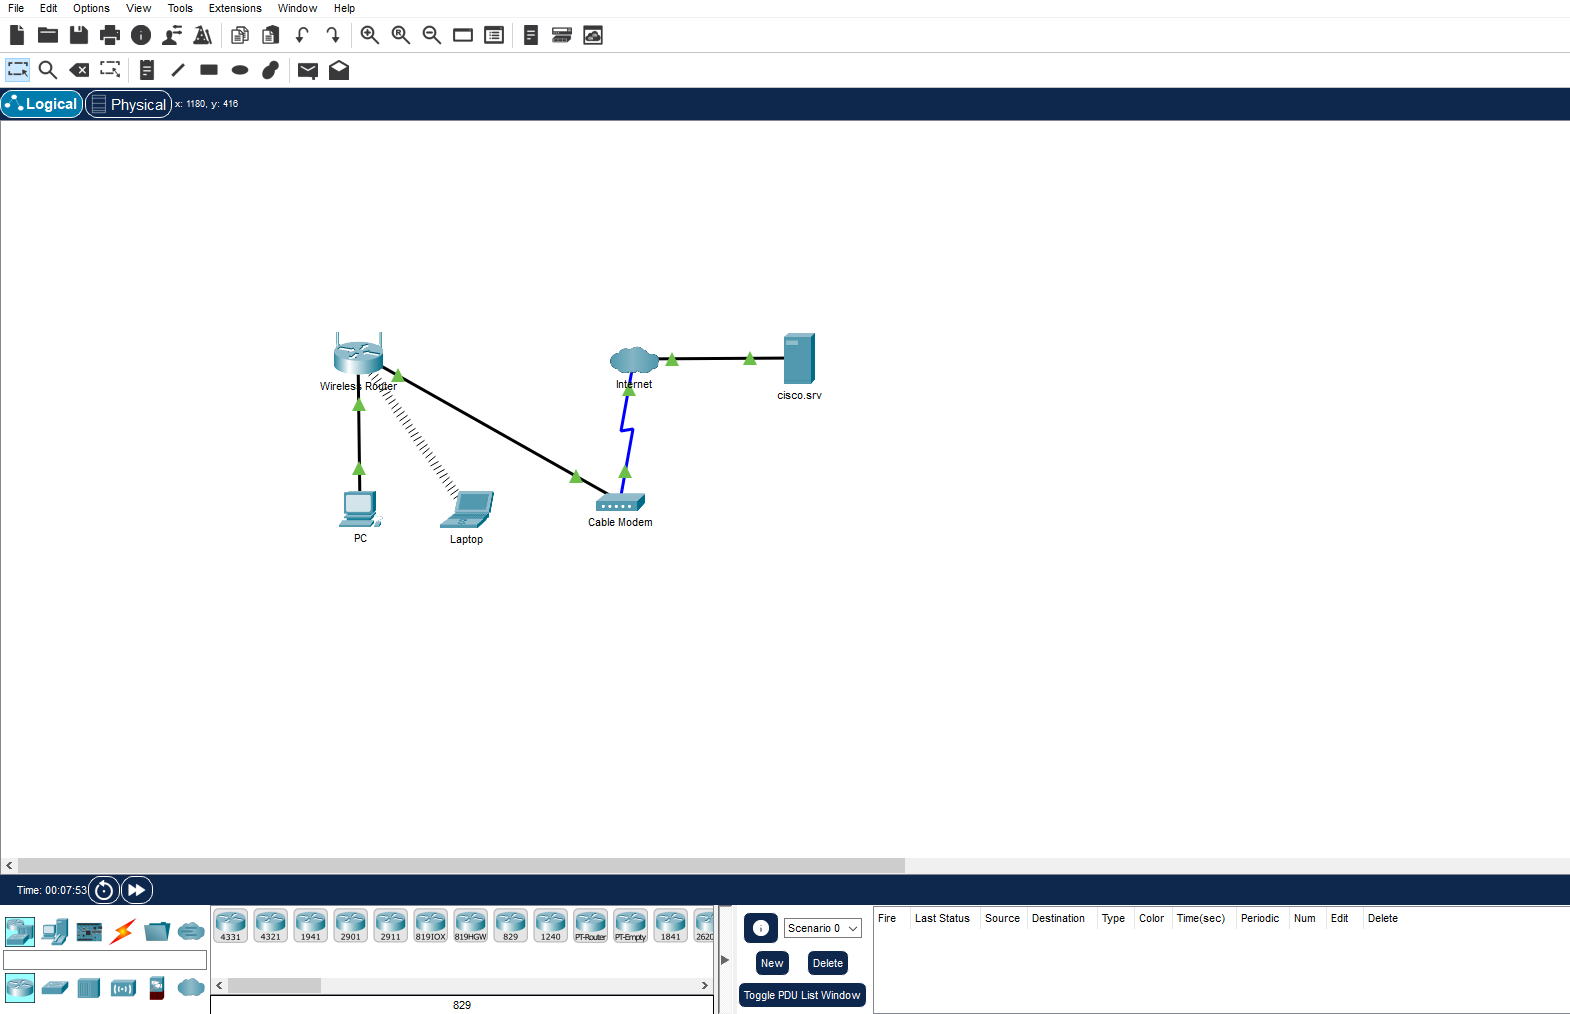 File Edit Options View Tools Extensions Window Help
Logical Physical x: 1180, y: 416
Wireless Router
Internet
cisco.srv
Cable Modem
PC
Laptop
Time: 00:07:53
4331 4321 1941 2901 2911 819IOX 819HGW 829 1240 PT-Router PT-Empty 1841 2620
829
Scenario 0
New Delete
Toggle PDU List Window
Fire Last Status Source Destination Type Color Time(sec) Periodic Num Edit Delete